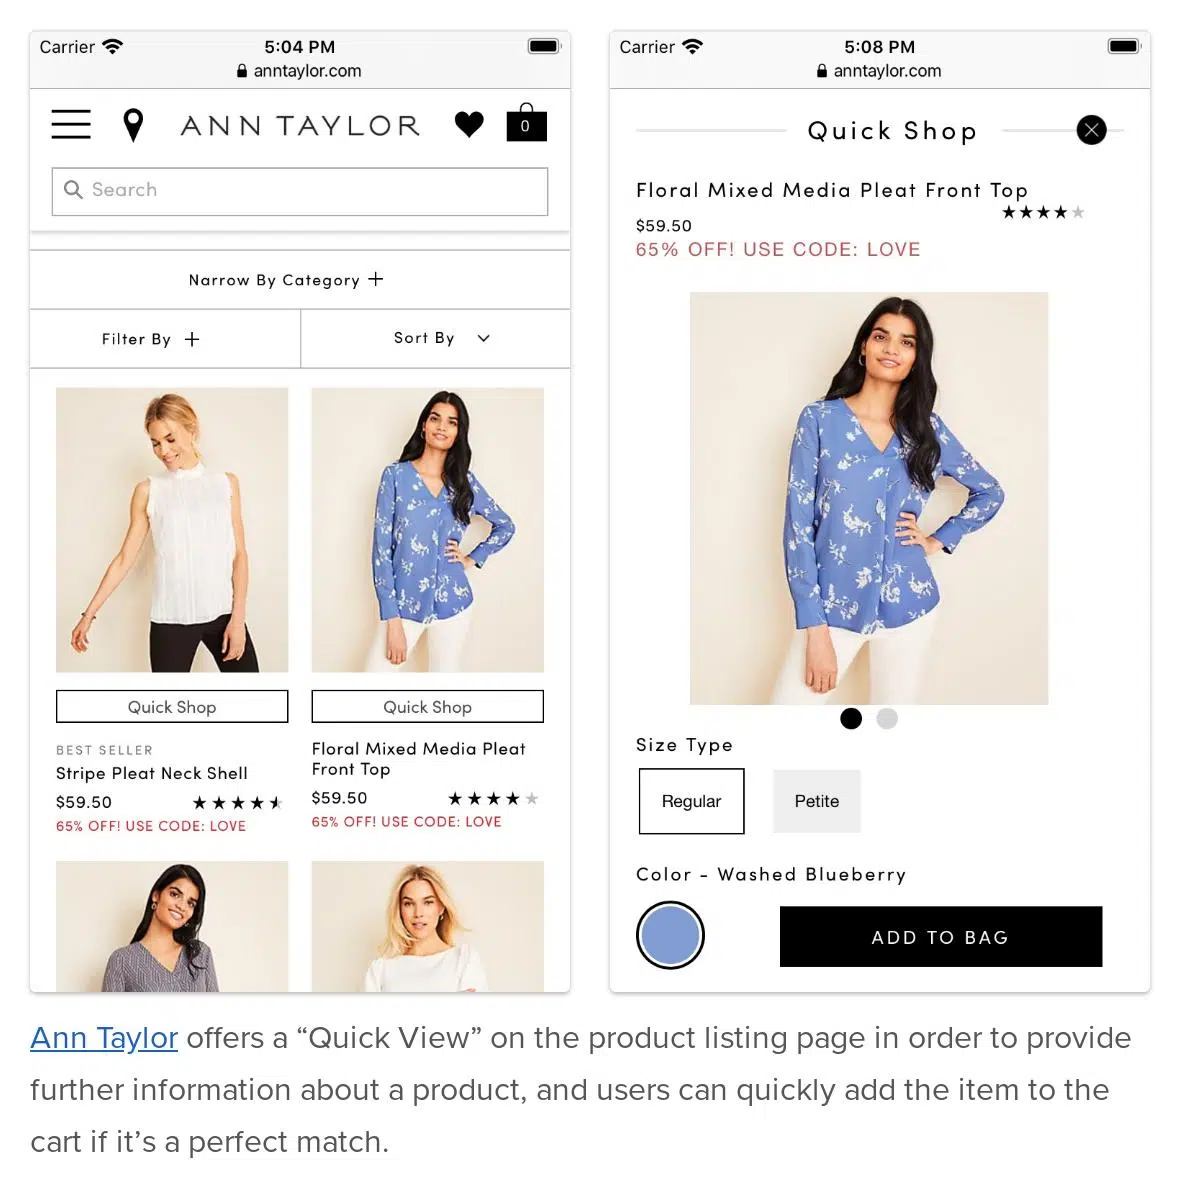 Carrier 5:04 PM
anntaylor.com
ANN TAYLOR 0
Search
Narrow By Category +
Filter By + Sort By
Quick Shop
BEST SELLER
Stripe Pleat Neck Shell
$59.50
65% OFF! USE CODE: LOVE
Quick Shop
Floral Mixed Media Pleat
Front Top
$59.50
65% OFF! USE CODE: LOVE
Carrier 5:08 PM
anntaylor.com
Quick Shop
Floral Mixed Media Pleat Front Top
$59.50
65% OFF! USE CODE: LOVE
Size Type
Regular Petite
Color - Washed Blueberry
ADD TO BAG
Ann Taylor offers a “Quick View” on the product listing page in order to provide
further information about a product, and users can quickly add the item to the
cart if it’s a perfect match.